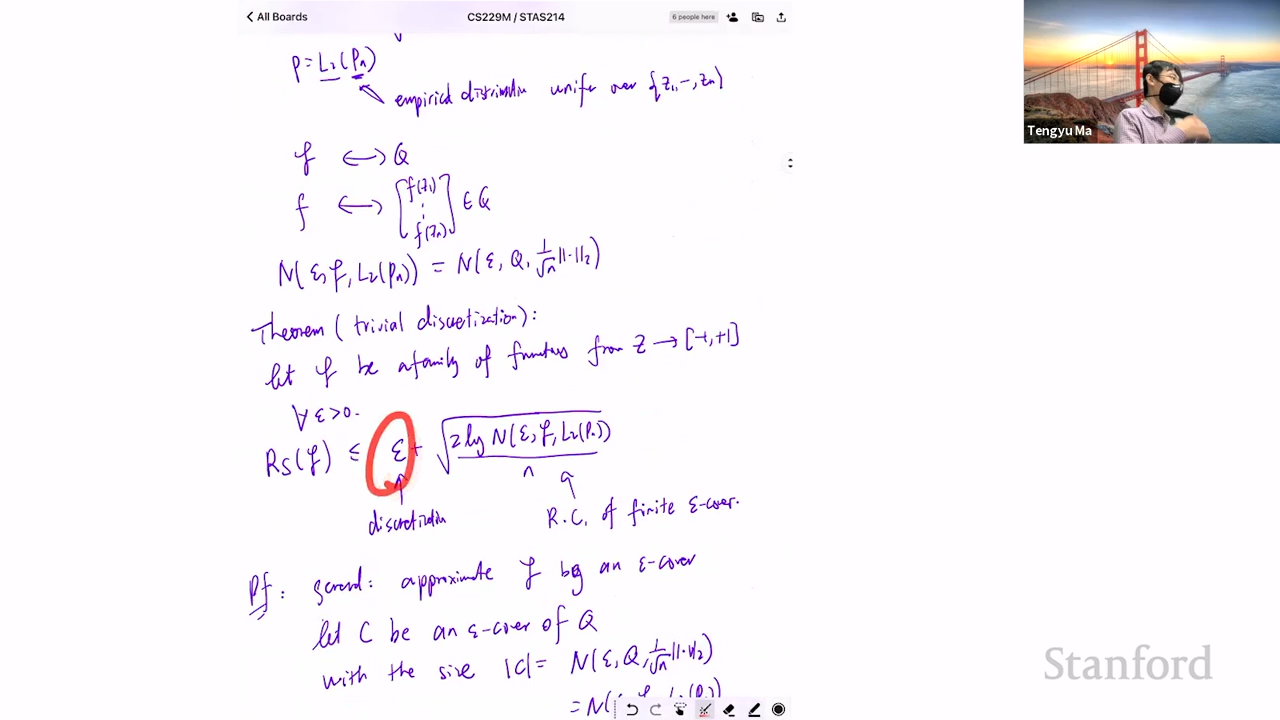 All Boards
CS229M / STAS214
6 people here
P = L₂(Pn)
empirical distribution unifor over {z₁, -, zn}
F ⟷ Q
f ⟷ [f(z₁) ⋮ f(zn)] ∈ Q
N(ε, F, L₂(Pn)) = N(ε, Q, 1/√n ||·||₂)
Theorem (trivial discretization):
let F be a family of functions from Z → [-1, +1]
∀ ε > 0.
Rs(F) ≤ ε + √(2 log N(ε, F, L₂(Pn)) / n)
discretization
R.C. of finite ε-cover.
Pf: approximate F by an ε-cover
let C be an ε-cover of Q
with the size |C| = N(ε, Q, 1/√n ||·||₂)
Tengyu Ma
Stanford